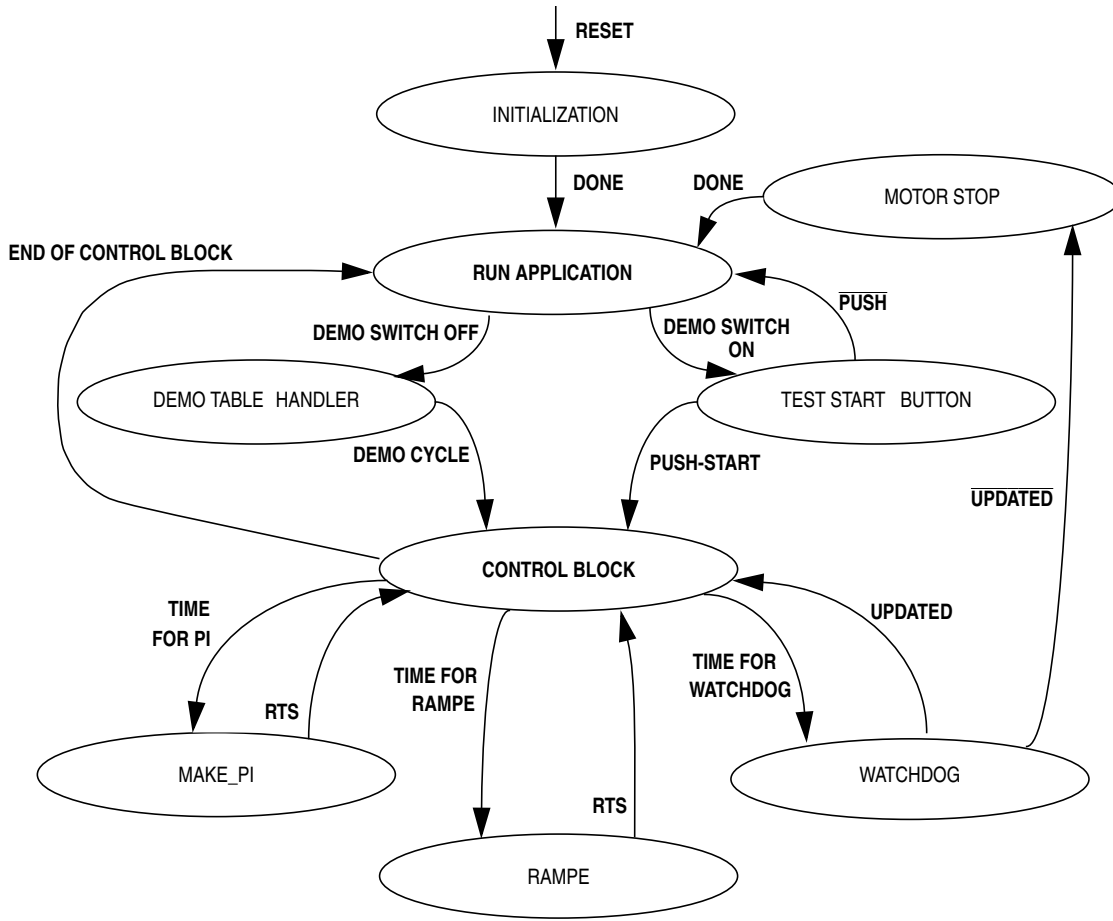 RESET
INITIALIZATION
DONE
DONE
MOTOR STOP
END OF CONTROL BLOCK
RUN APPLICATION
PUSH
DEMO SWITCH OFF
DEMO SWITCH
ON
DEMO TABLE HANDLER
TEST START BUTTON
DEMO CYCLE
PUSH-START
UPDATED
CONTROL BLOCK
TIME
FOR PI
UPDATED
TIME FOR
RAMPE
TIME FOR
WATCHDOG
RTS
MAKE_PI
WATCHDOG
RTS
RAMPE